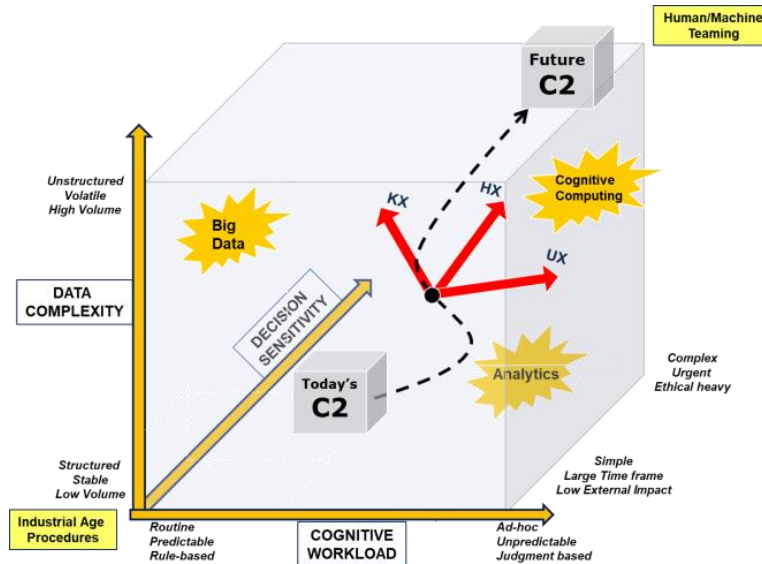 Human/Machine
Teaming
Future
C2
Unstructured
Volatile
High Volume
KX
HX
Cognitive
Computing
Big
Data
UX
DATA
COMPLEXITY
DECISION
SENSITIVITY
Today's
C2
Analytics
Complex
Urgent
Ethical heavy
Structured
Stable
Low Volume
Simple
Large Time frame
Low External Impact
Industrial Age
Procedures
Routine
Predictable
Rule-based
COGNITIVE
WORKLOAD
Ad-hoc
Unpredictable
Judgment based